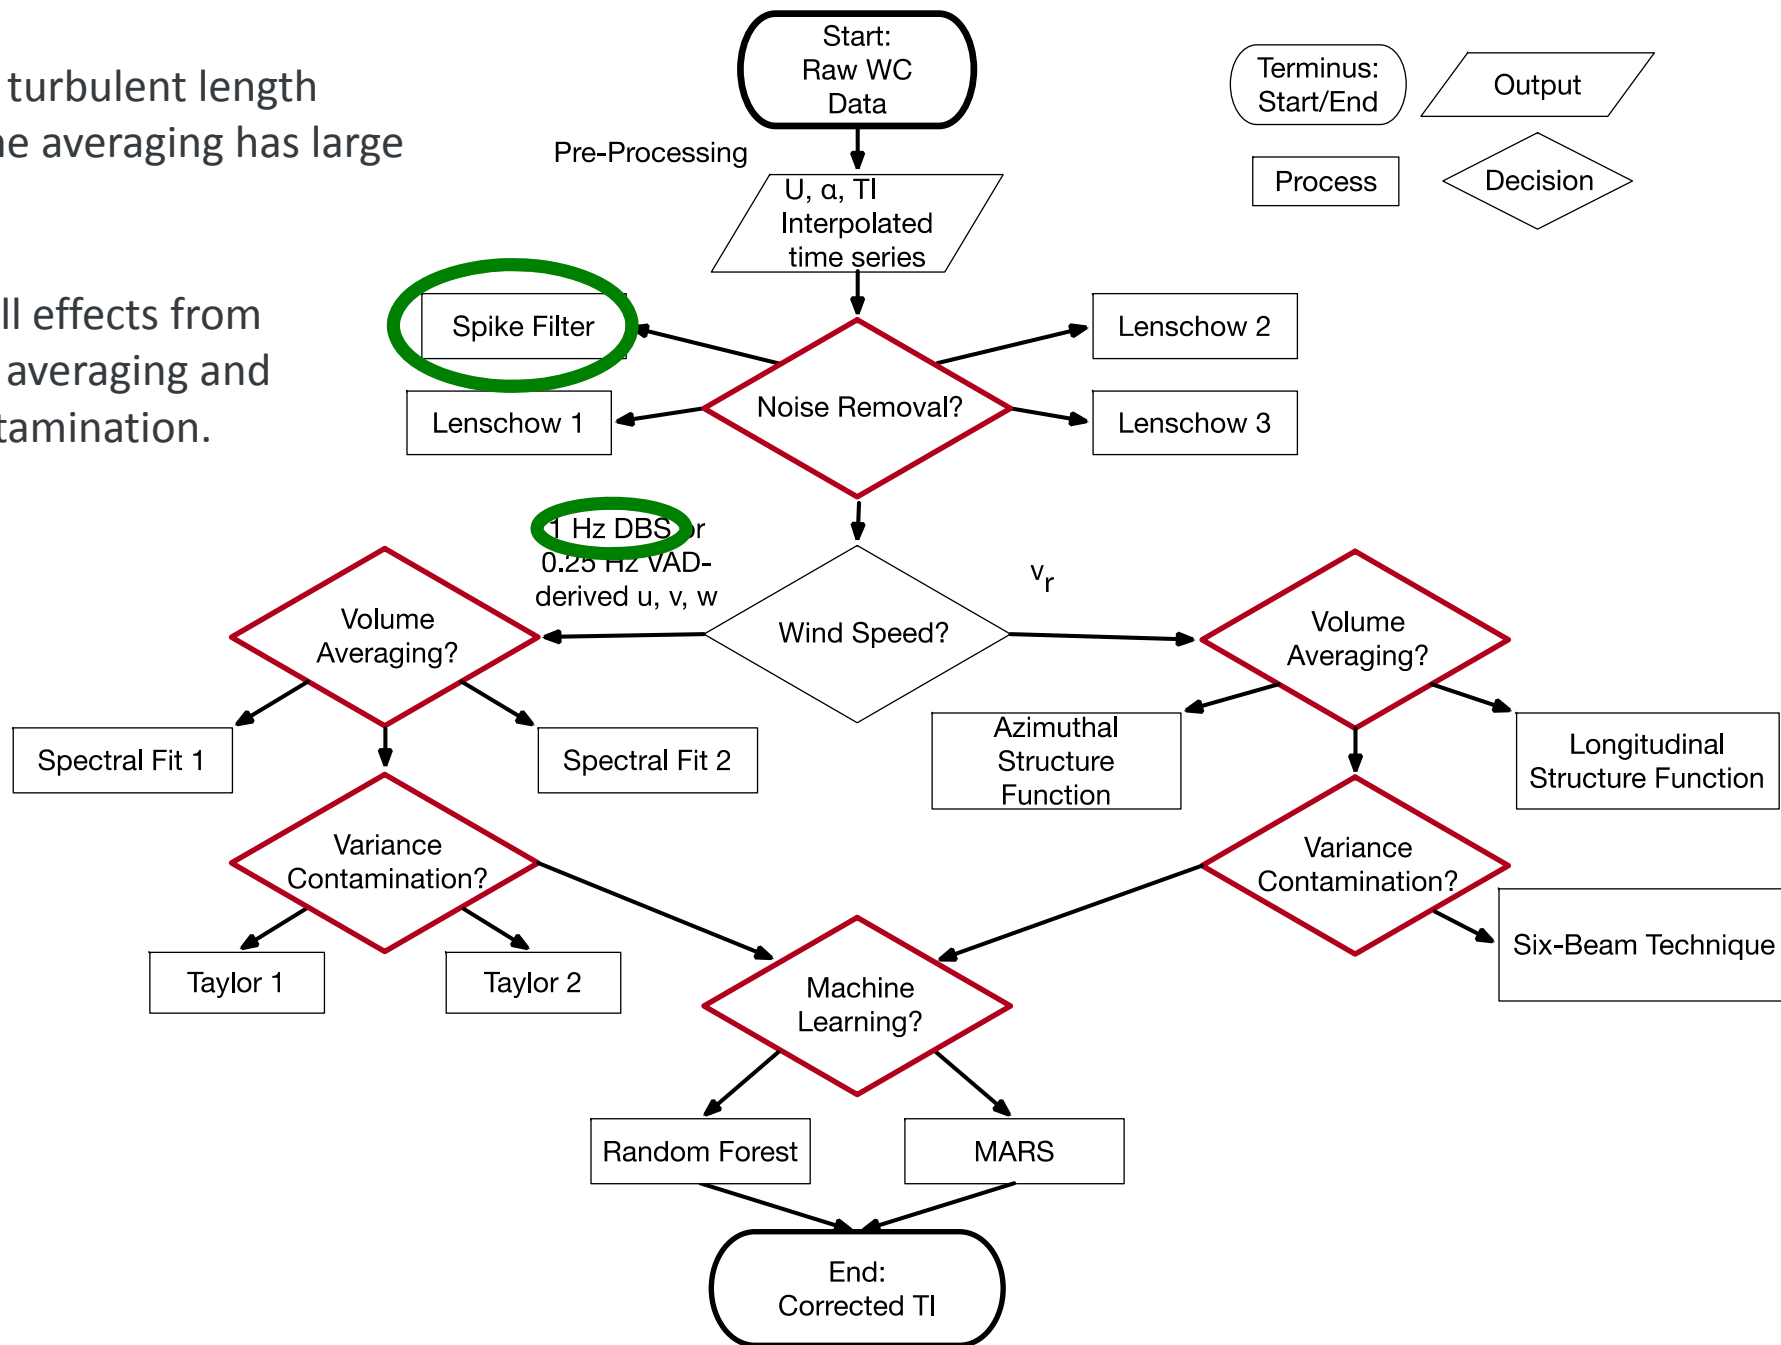 turbulent length
averaging has large
effects from
averaging and
Start:
Raw WC
Data
Terminus:
Start/End
Output
Process
Decision
Pre-Processing
U, α, TI
Interpolated
time series
Spike Filter
Lenschow 2
Lenschow 1
Noise Removal?
Lenschow 3
1 Hz DBS or
0.25 Hz VAD-
derived u, v, w
Wind Speed?
vr
Volume
Averaging?
Volume
Averaging?
Spectral Fit 1
Spectral Fit 2
Azimuthal
Structure
Function
Longitudinal
Structure Function
Variance
Contamination?
Variance
Contamination?
Taylor 1
Taylor 2
Six-Beam Technique
Machine
Learning?
Random Forest
MARS
End:
Corrected TI